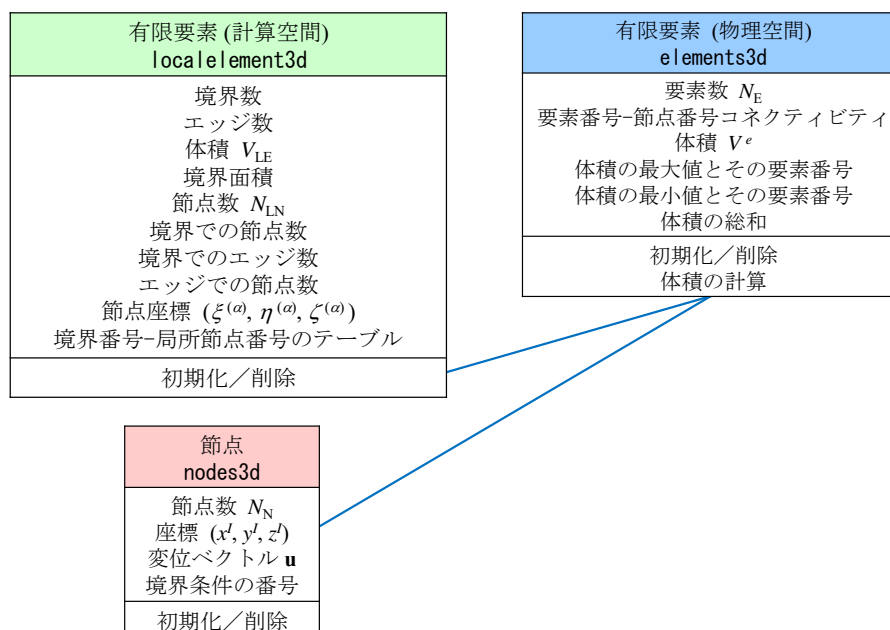 有限要素 (計算空間)
localelement3d
境界数
エッジ数
体積 V_LE
境界面積
節点数 N_LN
境界での節点数
境界でのエッジ数
エッジでの節点数
節点座標 (ξ^(α), η^(α), ζ^(α))
境界番号-局所節点番号のテーブル
初期化／削除
有限要素 (物理空間)
elements3d
要素数 N_E
要素番号-節点番号コネクティビティ
体積 V^e
体積の最大値とその要素番号
体積の最小値とその要素番号
体積の総和
初期化／削除
体積の計算
節点
nodes3d
節点数 N_N
座標 (x^I, y^I, z^I)
変位ベクトル u
境界条件の番号
初期化／削除